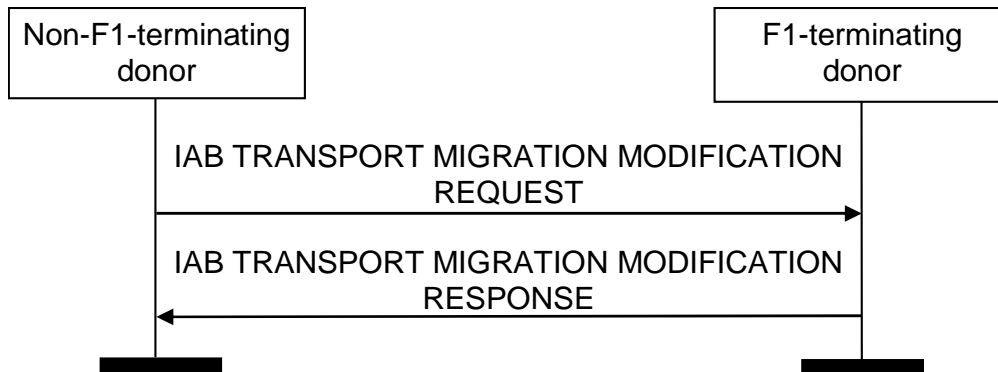 Non-F1-terminating
donor
F1-terminating
donor
IAB TRANSPORT MIGRATION MODIFICATION
REQUEST
IAB TRANSPORT MIGRATION MODIFICATION
RESPONSE